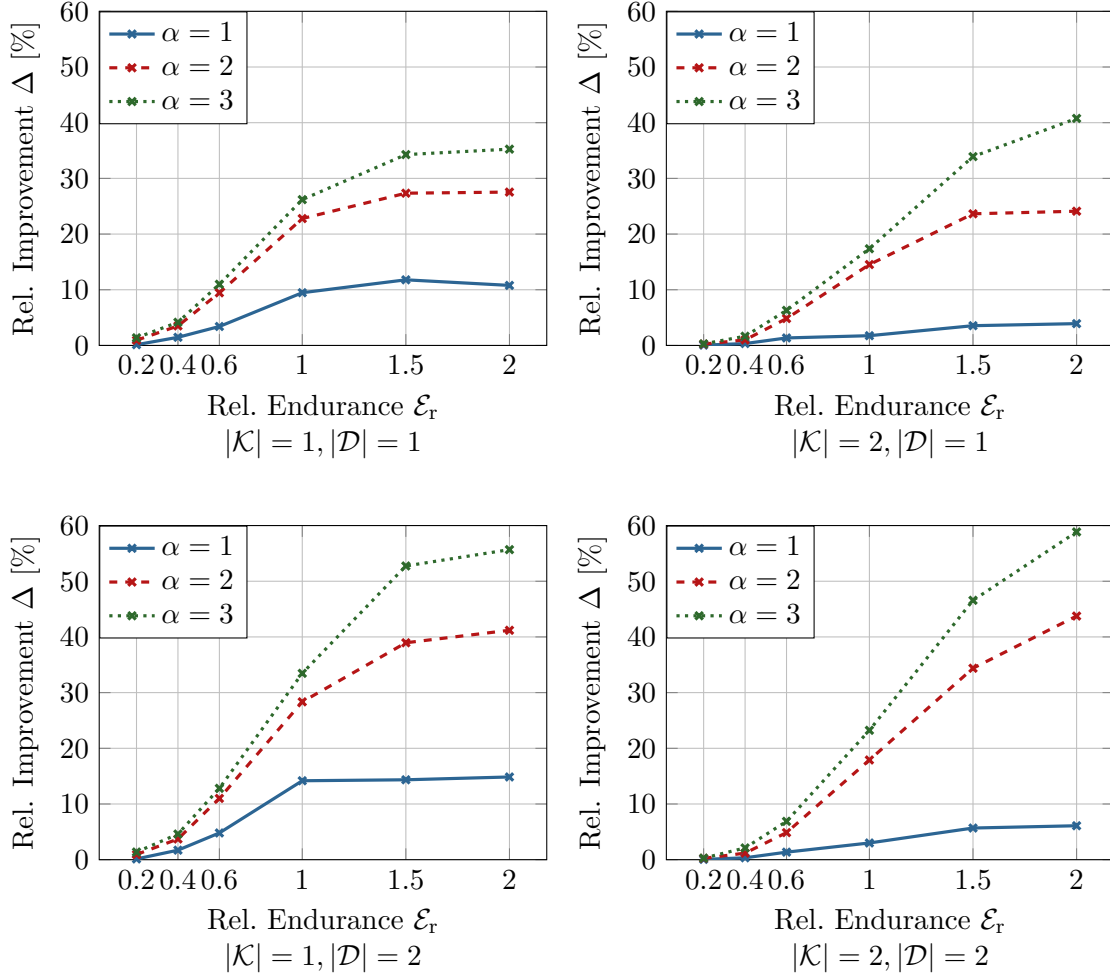 Rel. Improvement Δ [%]
60
50
40
30
20
10
0
α = 1
α = 2
α = 3
0.2 0.4 0.6 1 1.5 2
Rel. Endurance ℰr
|𝒦| = 1, |𝒟| = 1
Rel. Improvement Δ [%]
60
50
40
30
20
10
0
α = 1
α = 2
α = 3
0.2 0.4 0.6 1 1.5 2
Rel. Endurance ℰr
|𝒦| = 2, |𝒟| = 1
Rel. Improvement Δ [%]
60
50
40
30
20
10
0
α = 1
α = 2
α = 3
0.2 0.4 0.6 1 1.5 2
Rel. Endurance ℰr
|𝒦| = 1, |𝒟| = 2
Rel. Improvement Δ [%]
60
50
40
30
20
10
0
α = 1
α = 2
α = 3
0.2 0.4 0.6 1 1.5 2
Rel. Endurance ℰr
|𝒦| = 2, |𝒟| = 2